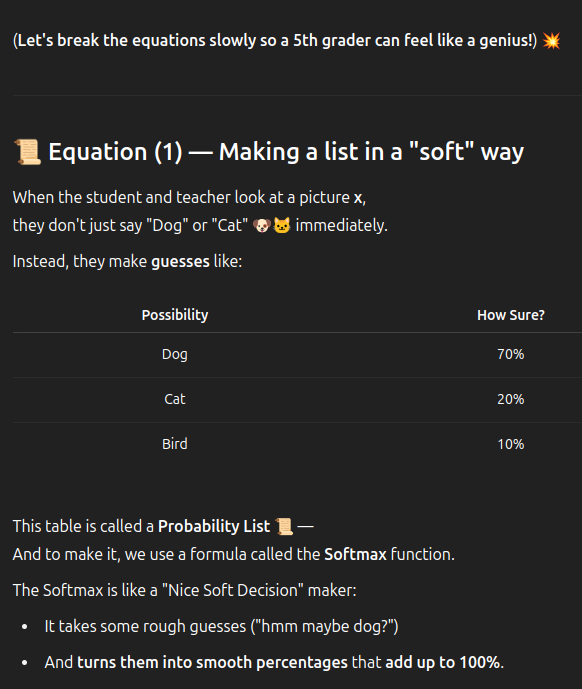 (Let's break the equations slowly so a 5th grader can feel like a genius!) 💥
📜 Equation (1) — Making a list in a "soft" way
When the student and teacher look at a picture x,
they don't just say "Dog" or "Cat" 🐶🐱 immediately.
Instead, they make guesses like:
Possibility How Sure?
Dog 70%
Cat 20%
Bird 10%
This table is called a Probability List 📜 —
And to make it, we use a formula called the Softmax function.
The Softmax is like a "Nice Soft Decision" maker:
• It takes some rough guesses ("hmm maybe dog?")
• And turns them into smooth percentages that add up to 100%.